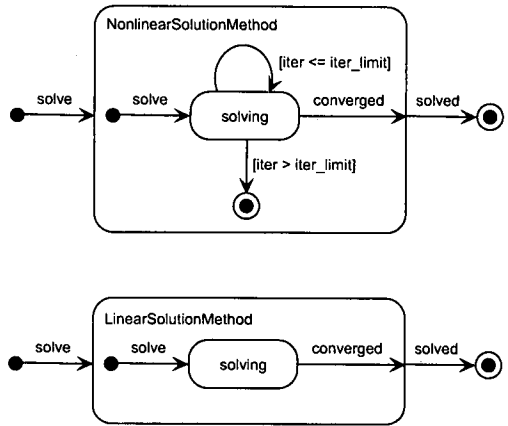 NonlinearSolutionMethod
[iter <= iter_limit]
solve
solve
solving
converged
solved
[iter > iter_limit]
LinearSolutionMethod
solve
solve
solving
converged
solved